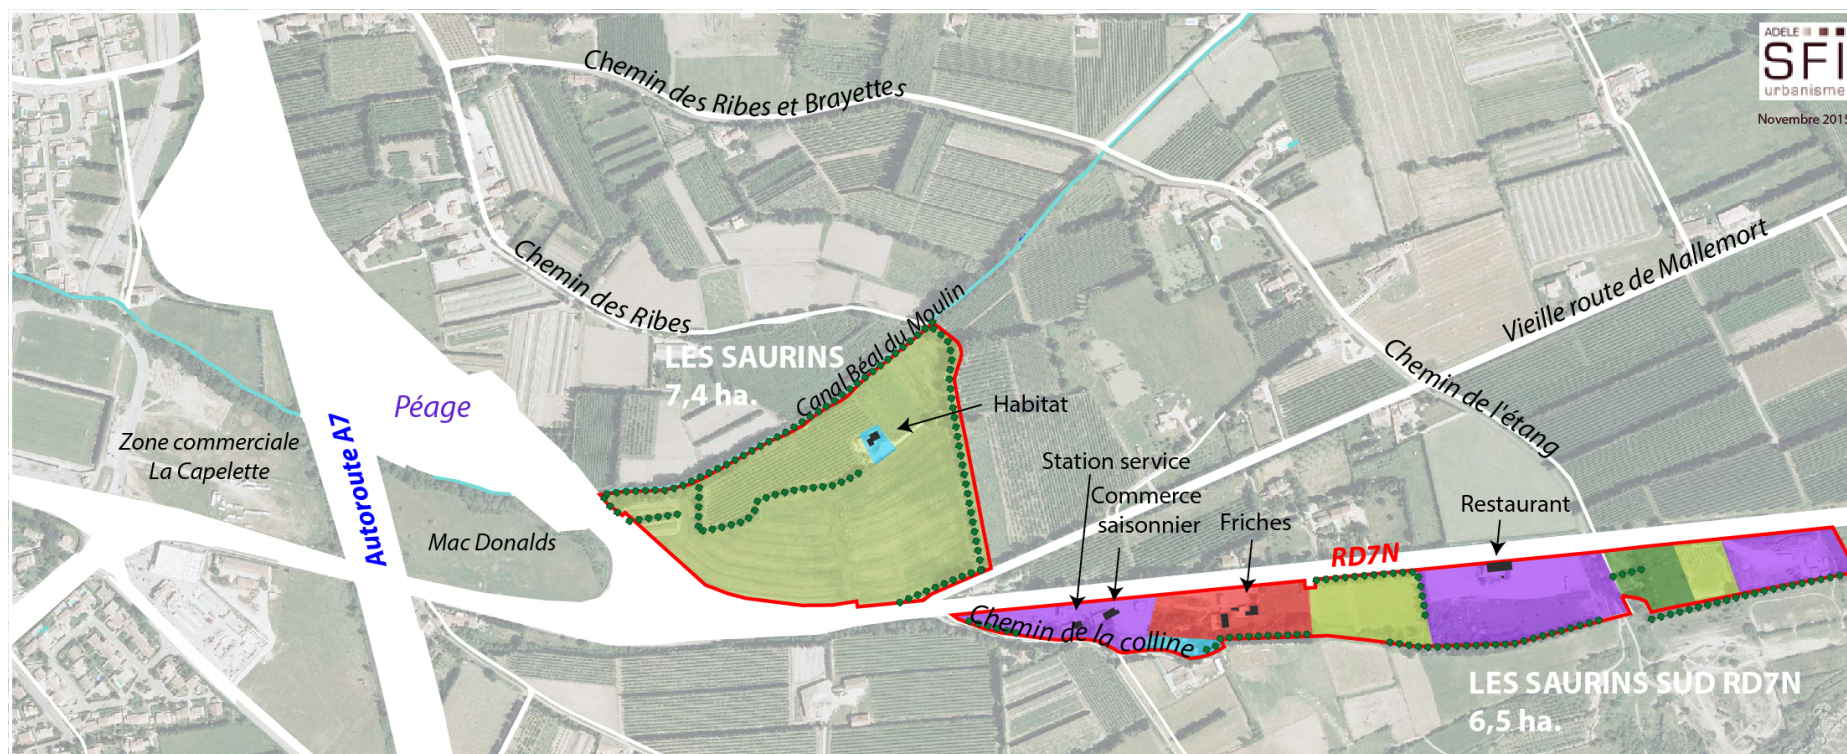 ADELE
SFi
urbanisme
Novembre 2015
Chemin des Ribes et Brayettes
Chemin des Ribes
Vieille route de Mallemort
Canal Béal du Moulin
LES SAURINS
7,4 ha.
Chemin de l'étang
Péage
Habitat
Zone commerciale
La Capelette
Autoroute A7
Mac Donalds
Station service
Commerce
saisonnier
Friches
Restaurant
RD7N
Chemin de la colline
LES SAURINS SUD RD7N
6,5 ha.